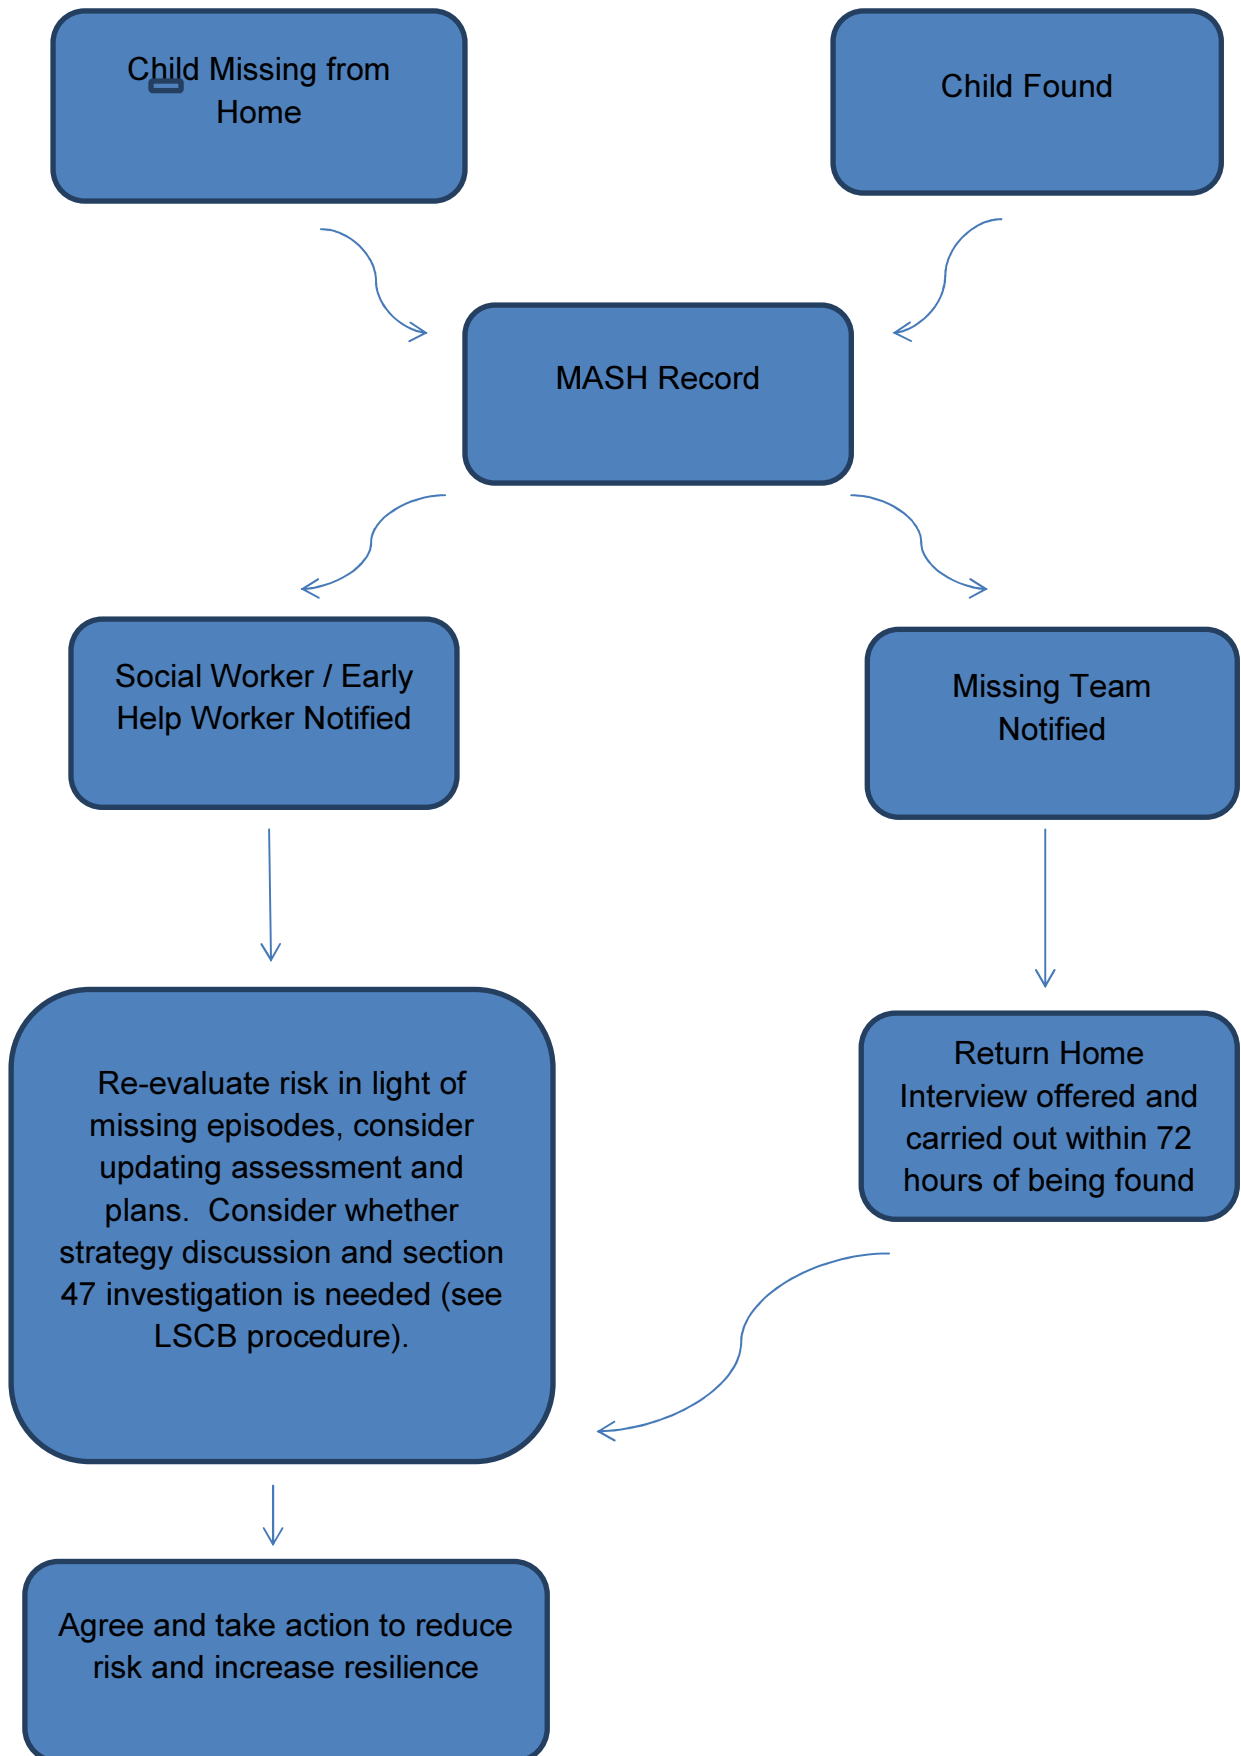 Child Missing from
Home
Child Found
MASH Record
Social Worker / Early
Help Worker Notified
Missing Team
Notified
Re-evaluate risk in light of
missing episodes, consider
updating assessment and
plans.  Consider whether
strategy discussion and section
47 investigation is needed (see
LSCB procedure).
Return Home
Interview offered and
carried out within 72
hours of being found
Agree and take action to reduce
risk and increase resilience